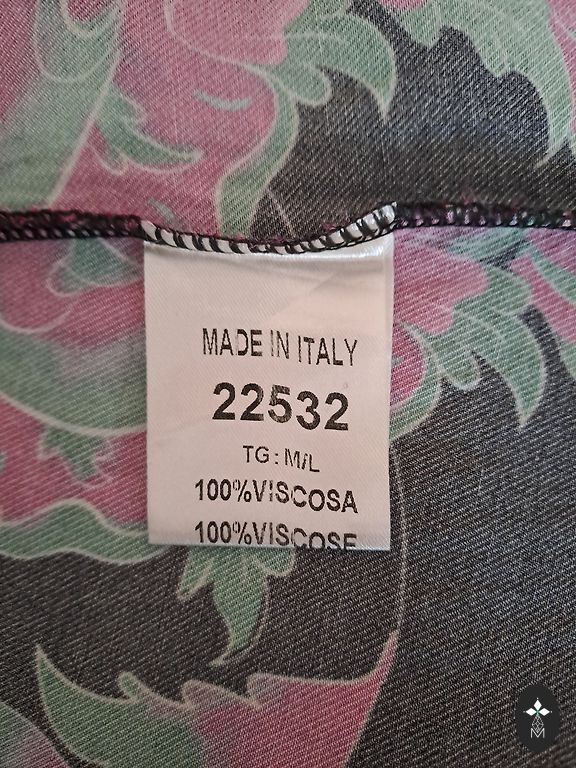 MADE IN ITALY
22532
TG : M/L
100%VISCOSA
100%VISCOSE
M